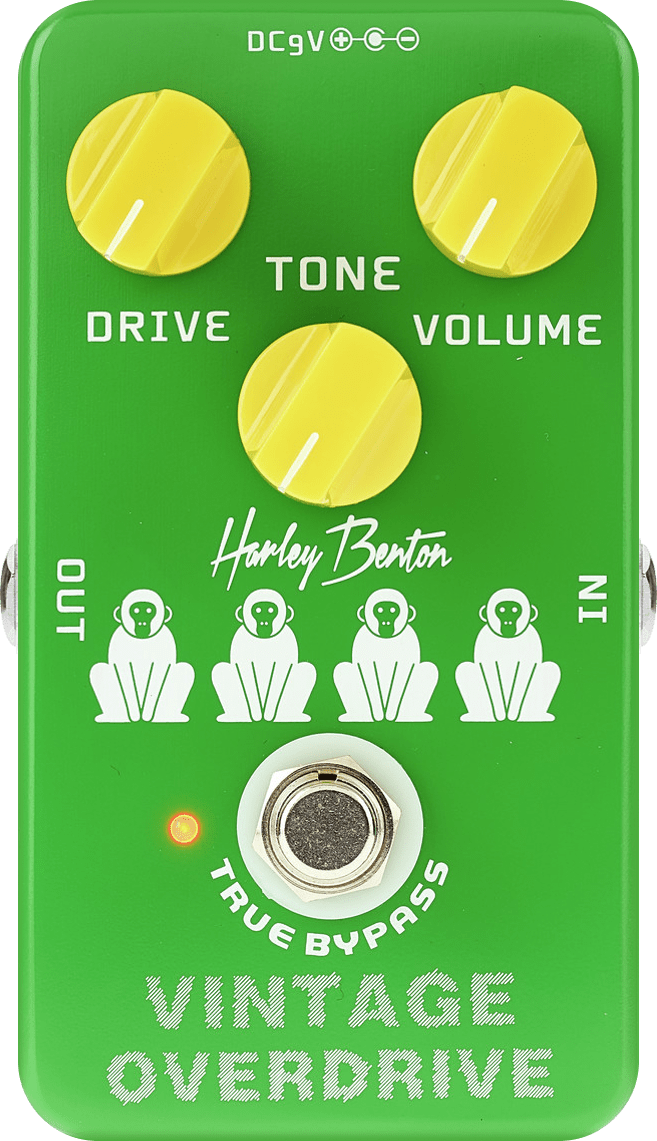 DC9V
TONE
DRIVE
VOLUME
Harley Benton
OUT
IN
TRUE BYPASS
VINTAGE
OVERDRIVE